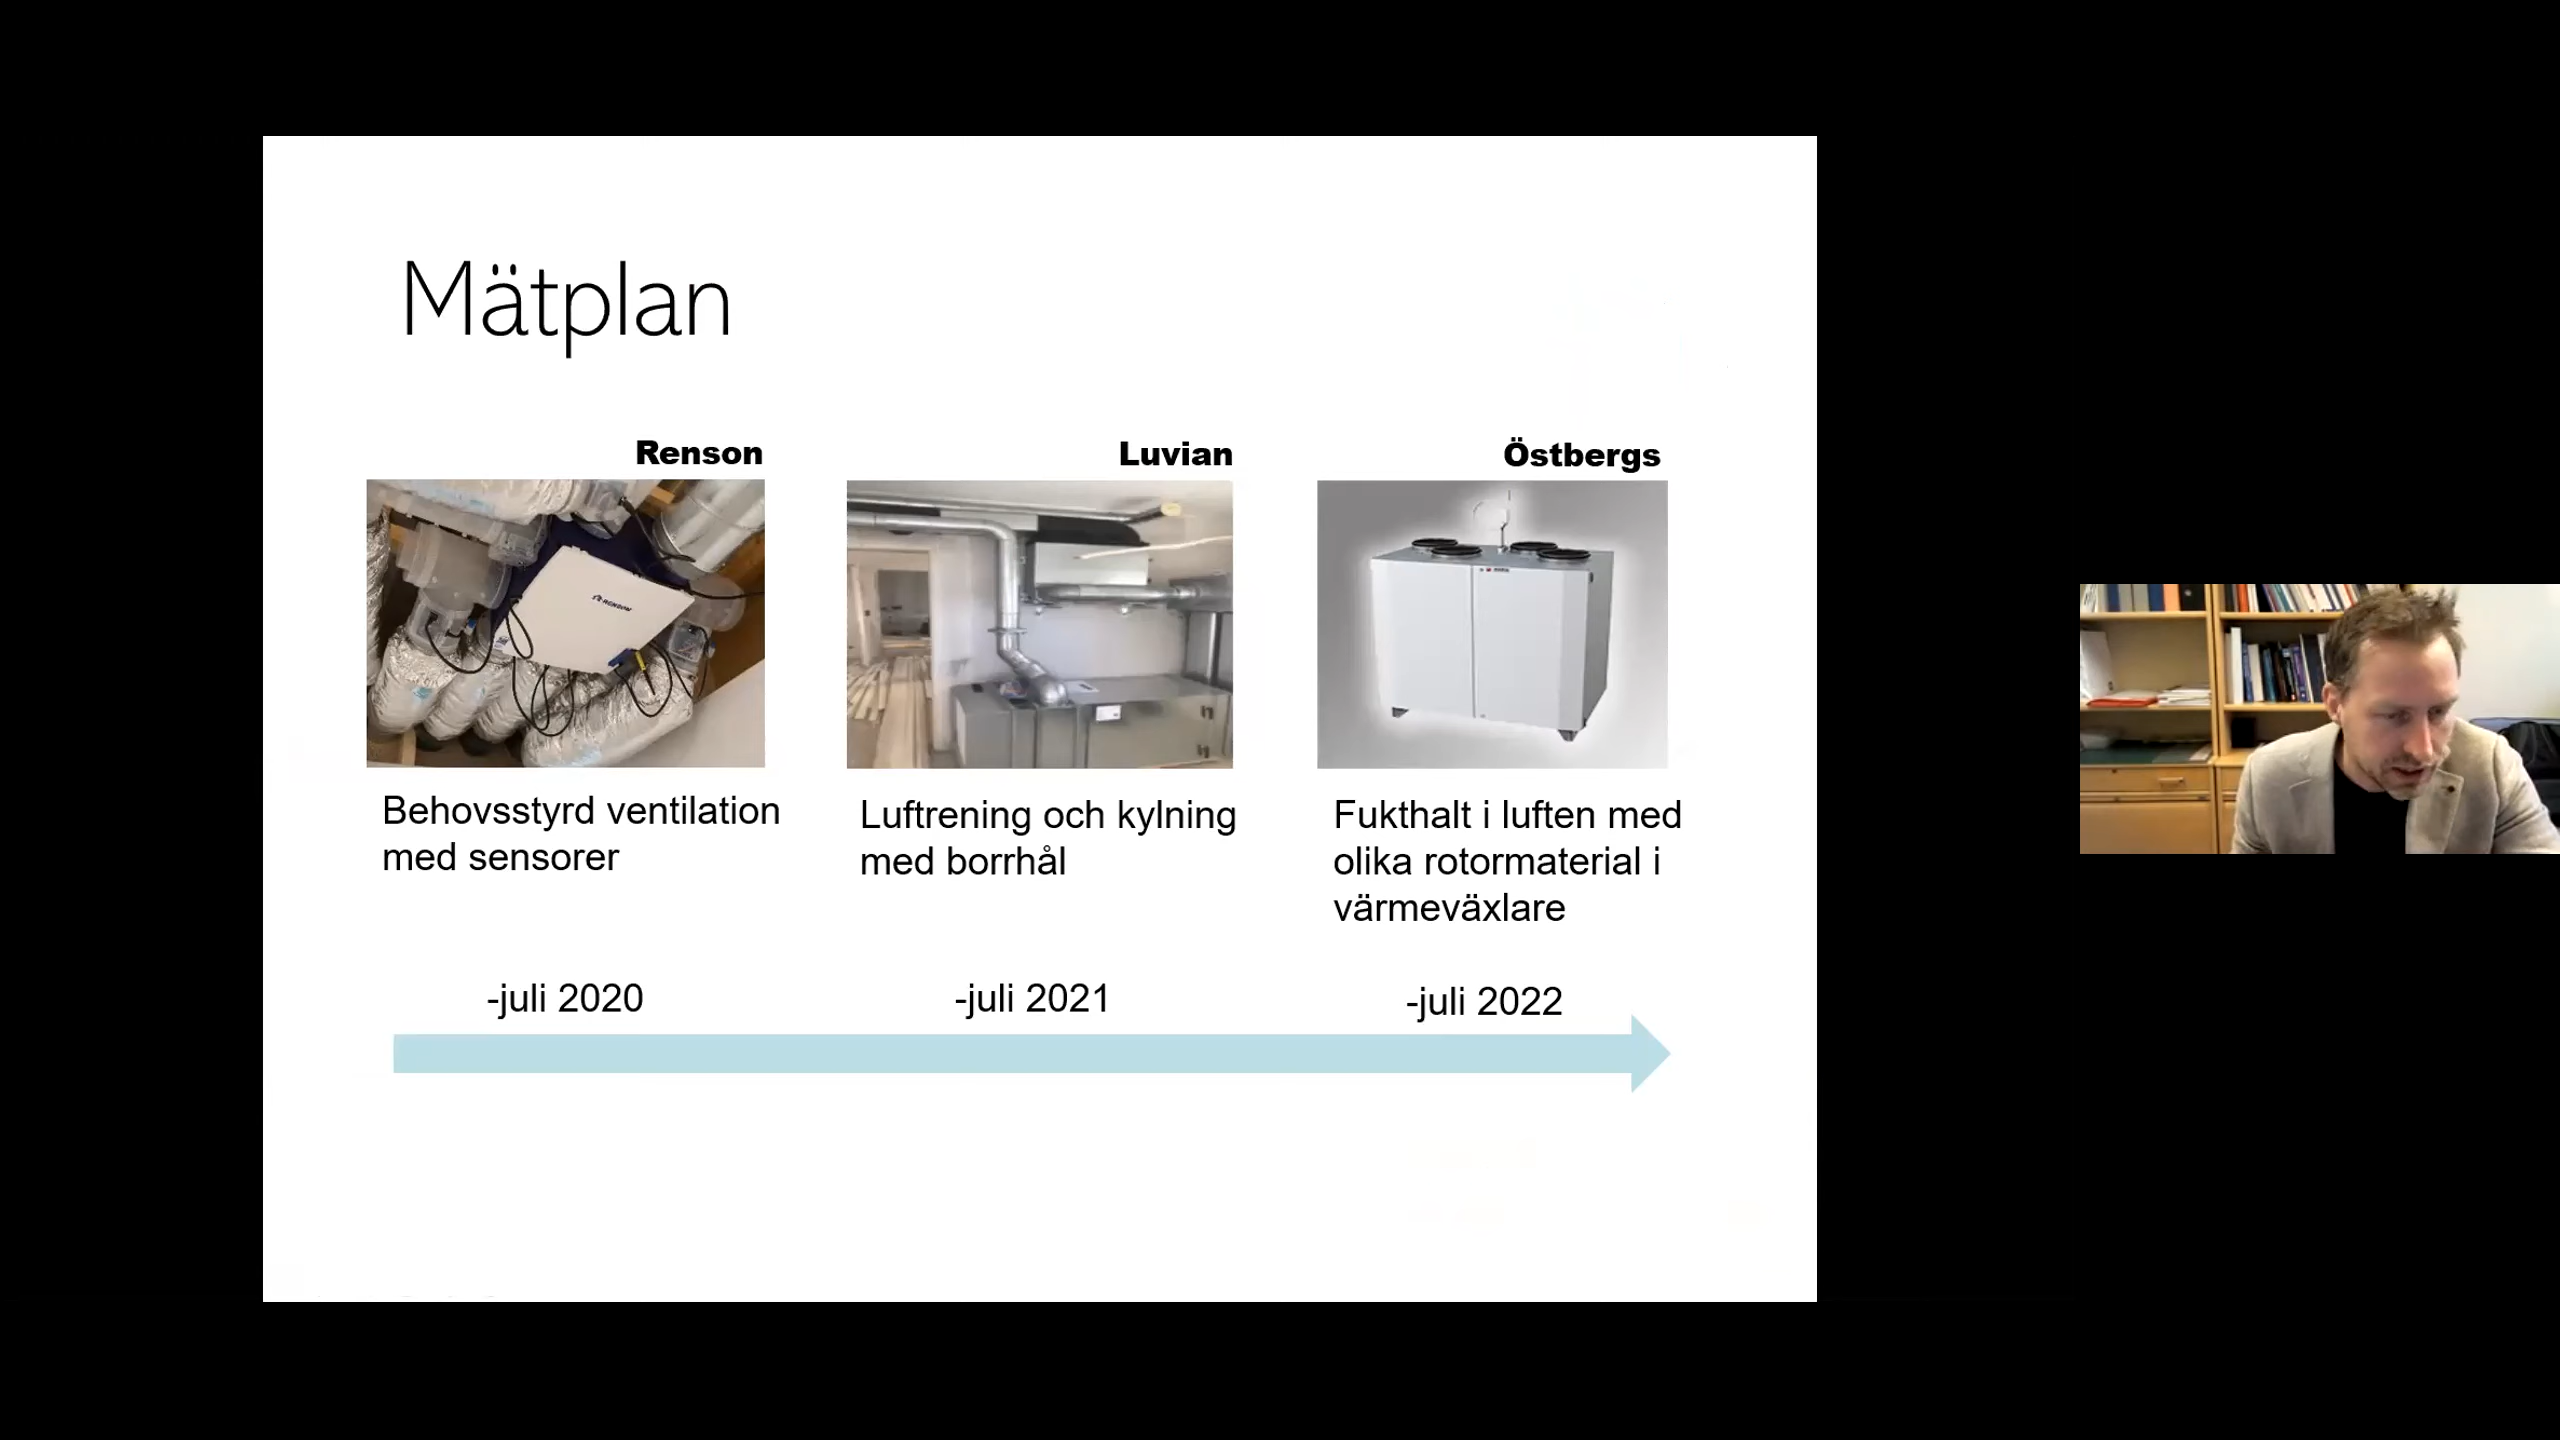 Mätplan
Renson
Luvian
Östbergs
RENSON
Behovsstyrd ventilation
med sensorer
Luftrening och kylning
med borrhål
Fukthalt i luften med
olika rotormaterial i
värmeväxlare
-juli 2020
-juli 2021
-juli 2022